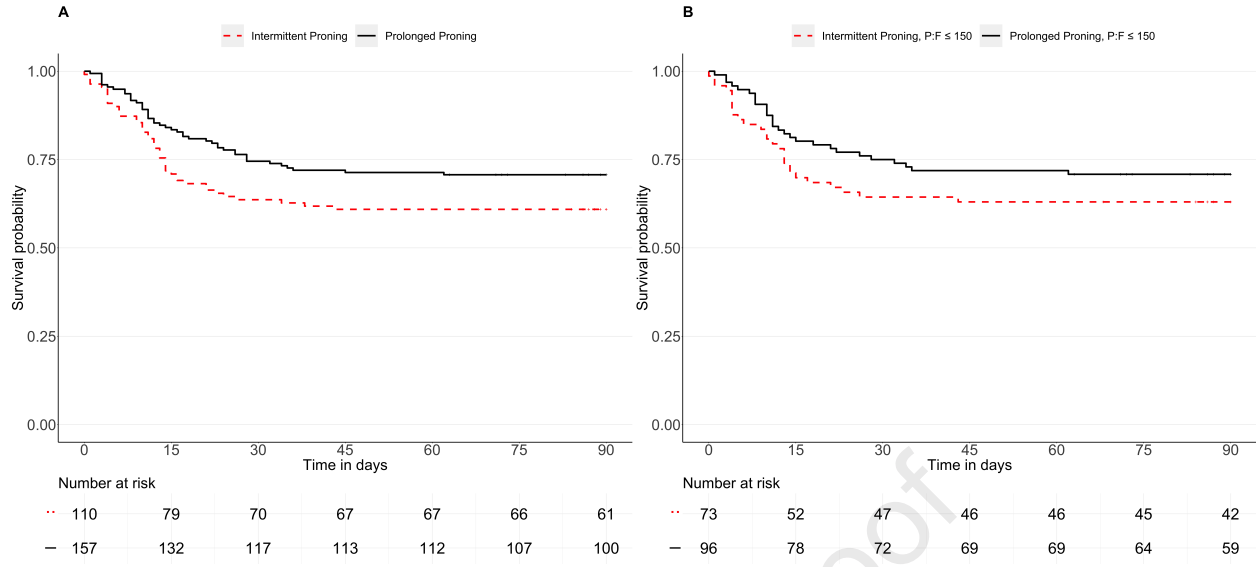 A
Intermittent Proning Prolonged Proning
Survival probability
1.00
0.75
0.50
0.25
0.00
0 15 30 45 60 75 90
Time in days
Number at risk
110 79 70 67 67 66 61
157 132 117 113 112 107 100
B
Intermittent Proning, P:F ≤ 150 Prolonged Proning, P:F ≤ 150
Survival probability
1.00
0.75
0.50
0.25
0.00
0 15 30 45 60 75 90
Time in days
Number at risk
73 52 47 46 46 45 42
96 78 72 69 69 64 59
oof